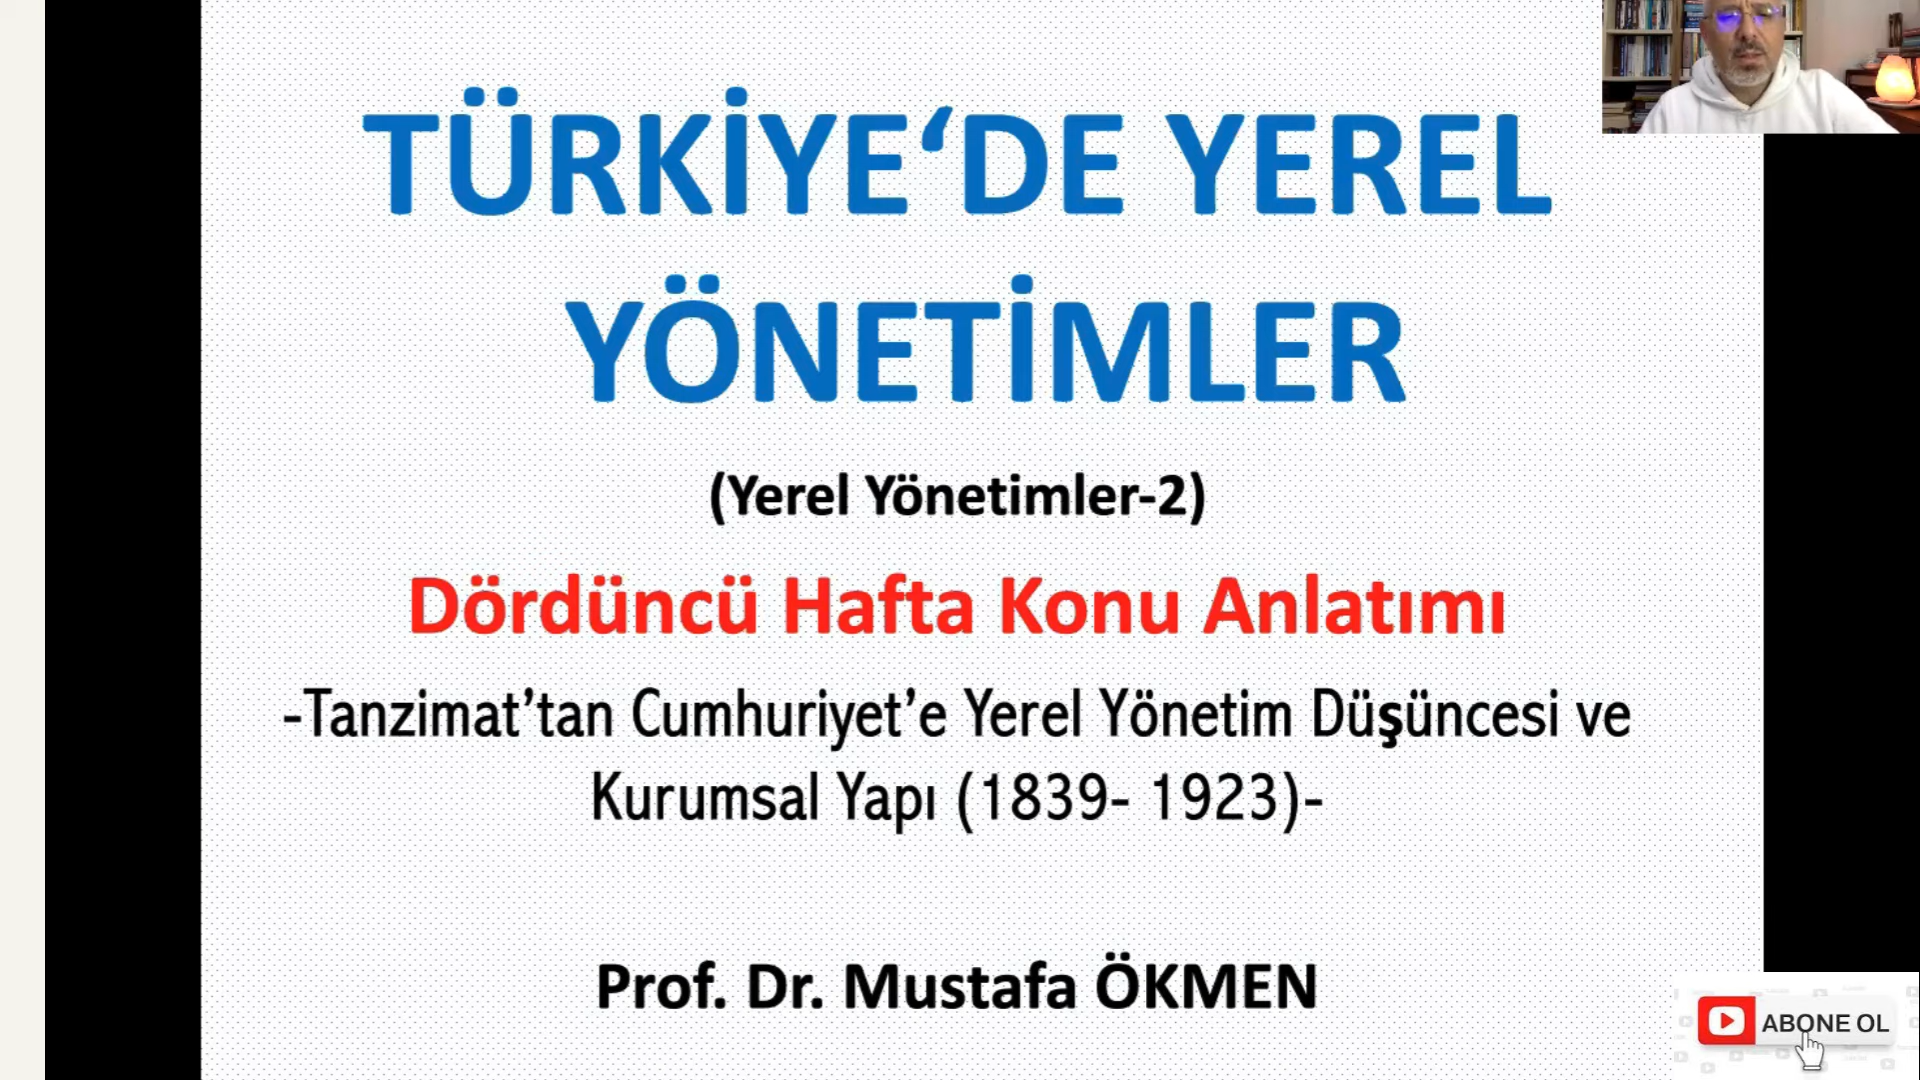 TÜRKİYE‘DE YEREL
YÖNETİMLER
(Yerel Yönetimler-2)
Dördüncü Hafta Konu Anlatımı
-Tanzimat’tan Cumhuriyet’e Yerel Yönetim Düşüncesi ve
Kurumsal Yapı (1839- 1923)-
Prof. Dr. Mustafa ÖKMEN
ABONE OL